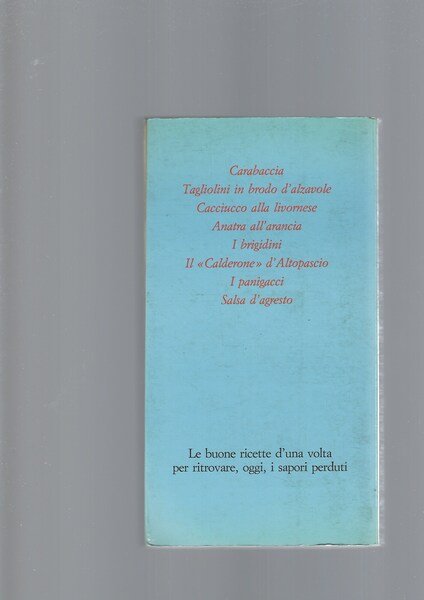 Carabaccia
Tagliolini in brodo d'alzavole
Cacciucco alla livornese
Anatra all'arancia
I brigidini
Il «Calderone» d'Altopascio
I panigacci
Salsa d'agresto
Le buone ricette d'una volta
per ritrovare, oggi, i sapori perduti